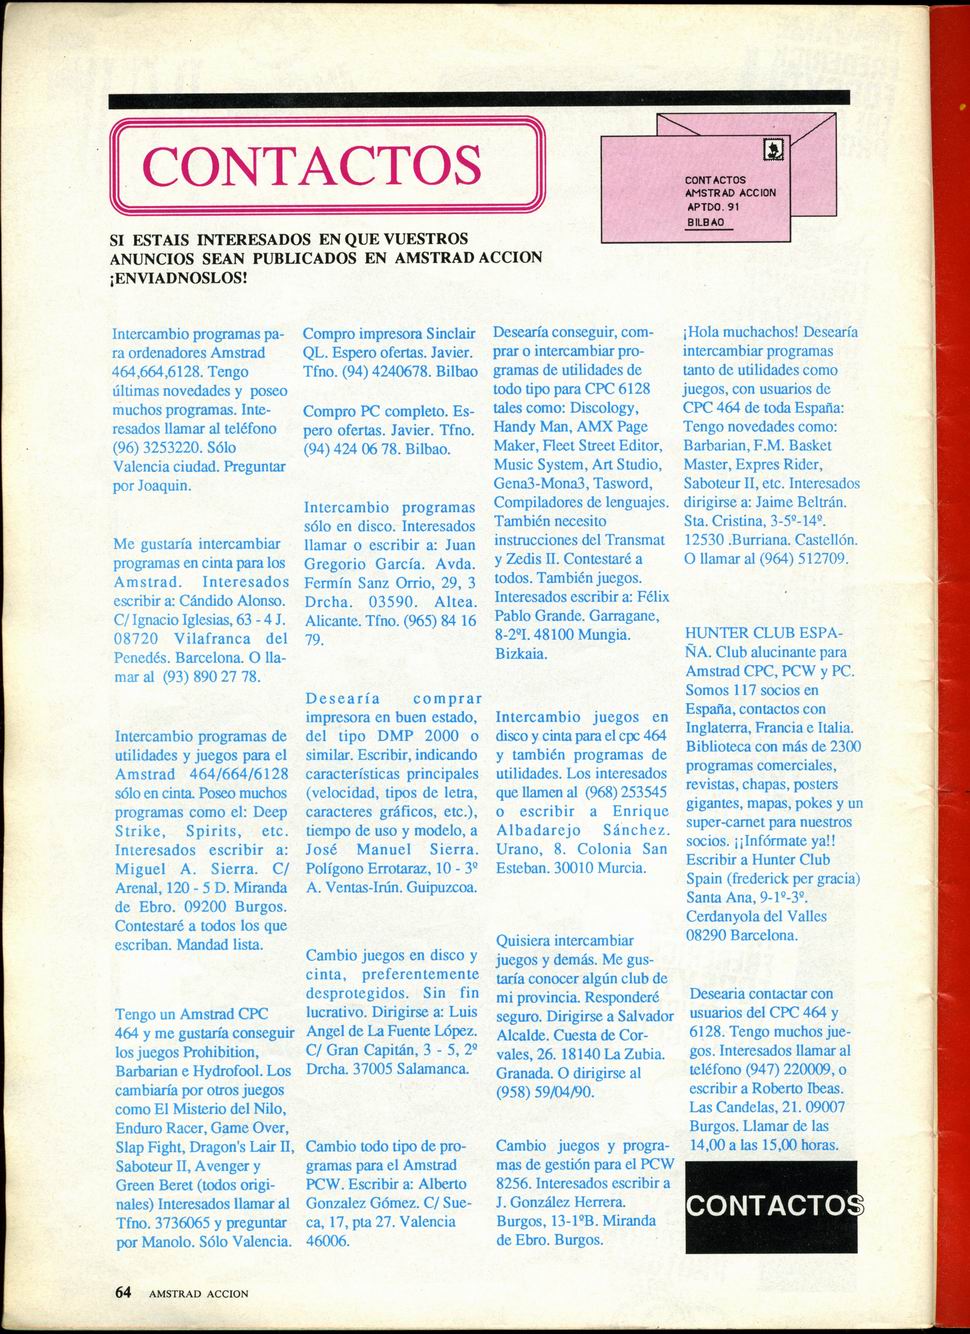 CONTACTOS
CONTACTOS
AMSTRAD ACCION
APTDO. 91
BILBAO
SI ESTAIS INTERESADOS EN QUE VUESTROS
ANUNCIOS SEAN PUBLICADOS EN AMSTRAD ACCION
¡ENVIADNOSLOS!
Intercambio programas pa-
ra ordenadores Amstrad
464,664,6128. Tengo
últimas novedades y poseo
muchos programas. Inte-
resados llamar al teléfono
(96) 3253220. Sólo
Valencia ciudad. Preguntar
por Joaquin.
Me gustaría intercambiar
programas en cinta para los
Amstrad. Interesados
escribir a: Cándido Alonso.
C/ Ignacio Iglesias, 63 - 4 J.
08720 Vilafranca del
Penedés. Barcelona. O lla-
mar al (93) 890 27 78.
Intercambio programas de
utilidades y juegos para el
Amstrad 464/664/6128
sólo en cinta. Poseo muchos
programas como el: Deep
Strike, Spirits, etc.
Interesados escribir a:
Miguel A. Sierra. C/
Arenal, 120 - 5 D. Miranda
de Ebro. 09200 Burgos.
Contestaré a todos los que
escriban. Mandad lista.
Tengo un Amstrad CPC
464 y me gustaría conseguir
los juegos Prohibition,
Barbarian e Hydrofool. Los
cambiaría por otros juegos
como El Misterio del Nilo,
Enduro Racer, Game Over,
Slap Fight, Dragon's Lair II,
Saboteur II, Avenger y
Green Beret (todos origi-
nales) Interesados llamar al
Tfno. 3736065 y preguntar
por Manolo. Sólo Valencia.
Compro impresora Sinclair
QL. Espero ofertas. Javier.
Tfno. (94) 4240678. Bilbao
Compro PC completo. Es-
pero ofertas. Javier. Tfno.
(94) 424 06 78. Bilbao.
Intercambio programas
sólo en disco. Interesados
llamar o escribir a: Juan
Gregorio García. Avda.
Fermín Sanz Orrio, 29, 3
Drcha. 03590. Altea.
Alicante. Tfno. (965) 84 16
79.
Desearía comprar
impresora en buen estado,
del tipo DMP 2000 o
similar. Escribir, indicando
características principales
(velocidad, tipos de letra,
caracteres gráficos, etc.),
tiempo de uso y modelo, a
José Manuel Sierra.
Polígono Errotaraz, 10 - 3º
A. Ventas-Irún. Guipuzcoa.
Cambio juegos en disco y
cinta, preferentemente
desprotegidos. Sin fin
lucrativo. Dirigirse a: Luis
Angel de La Fuente López.
C/ Gran Capitán, 3 - 5, 2º
Drcha. 37005 Salamanca.
Cambio todo tipo de pro-
gramas para el Amstrad
PCW. Escribir a: Alberto
Gonzalez Gómez. C/ Sue-
ca, 17, pta 27. Valencia
46006.
Desearía conseguir, com-
prar o intercambiar pro-
gramas de utilidades de
todo tipo para CPC 6128
tales como: Discology,
Handy Man, AMX Page
Maker, Fleet Street Editor,
Music System, Art Studio,
Gena3-Mona3, Tasword,
Compiladores de lenguajes.
También necesito
instrucciones del Transmat
y Zedis II. Contestaré a
todos. También juegos.
Interesados escribir a: Félix
Pablo Grande. Garragane,
8-2ºI. 48100 Mungia.
Bizkaia.
Intercambio juegos en
disco y cinta para el cpc 464
y también programas de
utilidades. Los interesados
que llamen al (968) 253545
o escribir a Enrique
Albadarejo Sánchez.
Urano, 8. Colonia San
Esteban. 30010 Murcia.
Quisiera intercambiar
juegos y demás. Me gus-
taría conocer algún club de
mi provincia. Responderé
seguro. Dirigirse a Salvador
Alcalde. Cuesta de Cor-
vales, 26. 18140 La Zubia.
Granada. O dirigirse al
(958) 59/04/90.
Cambio juegos y progra-
mas de gestión para el PCW
8256. Interesados escribir a
J. González Herrera.
Burgos, 13-1ºB. Miranda
de Ebro. Burgos.
¡Hola muchachos! Desearía
intercambiar programas
tanto de utilidades como
juegos, con usuarios de
CPC 464 de toda España:
Tengo novedades como:
Barbarian, F.M. Basket
Master, Expres Rider,
Saboteur II, etc. Interesados
dirigirse a: Jaime Beltrán.
Sta. Cristina, 3-5º-14º.
12530 .Burriana. Castellón.
O llamar al (964) 512709.
HUNTER CLUB ESPA-
ÑA. Club alucinante para
Amstrad CPC, PCW y PC.
Somos 117 socios en
España, contactos con
Inglaterra, Francia e Italia.
Biblioteca con más de 2300
programas comerciales,
revistas, chapas, posters
gigantes, mapas, pokes y un
super-carnet para nuestros
socios. ¡¡Infórmate ya!!
Escribir a Hunter Club
Spain (frederick per gracia)
Santa Ana, 9-1º-3º.
Cerdanyola del Valles
08290 Barcelona.
Desearia contactar con
usuarios del CPC 464 y
6128. Tengo muchos jue-
gos. Interesados llamar al
teléfono (947) 220009, o
escribir a Roberto Ibeas.
Las Candelas, 21. 09007
Burgos. Llamar de las
14,00 a las 15,00 horas.
CONTACTOS
64 AMSTRAD ACCION